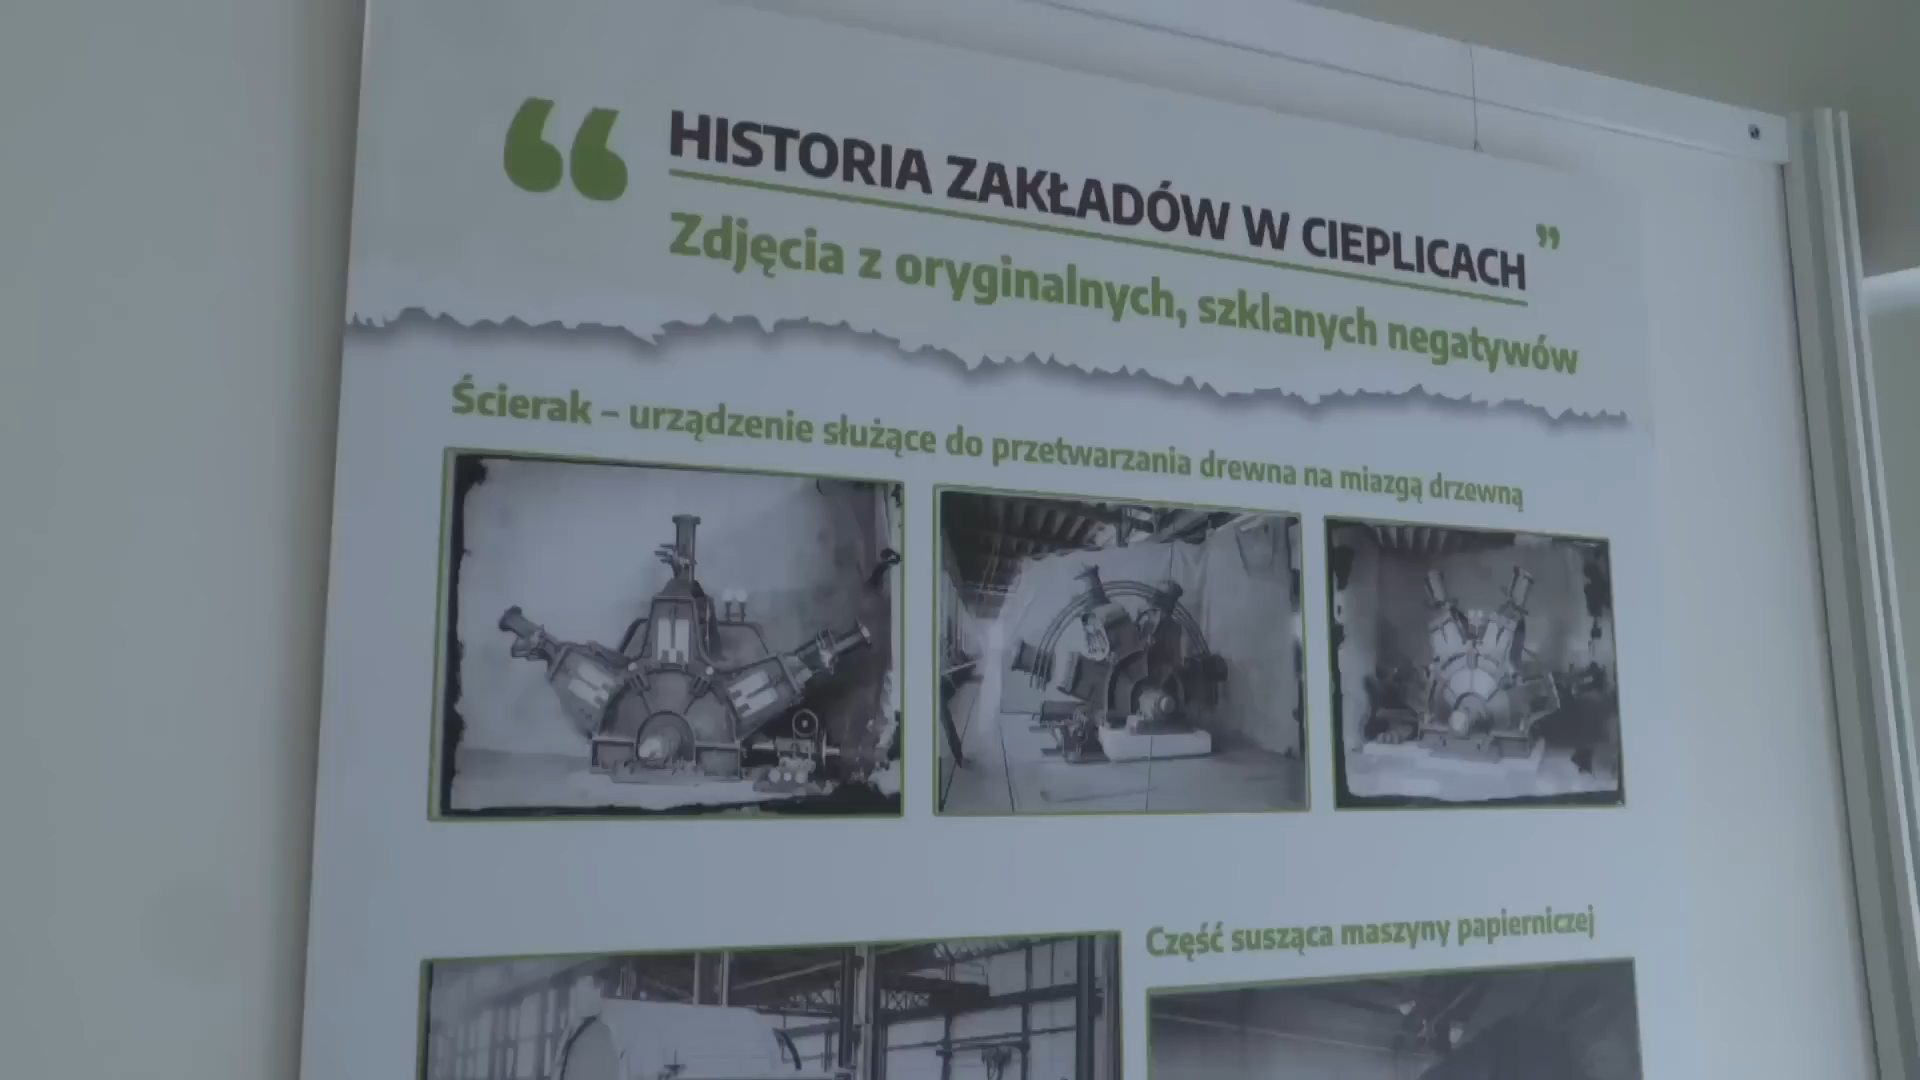 “ HISTORIA ZAKŁADÓW W CIEPLICACH ”
Zdjęcia z oryginalnych, szklanych negatywów
Ścierak – urządzenie służące do przetwarzania drewna na miazgą drzewną
Część susząca maszyny papierniczej